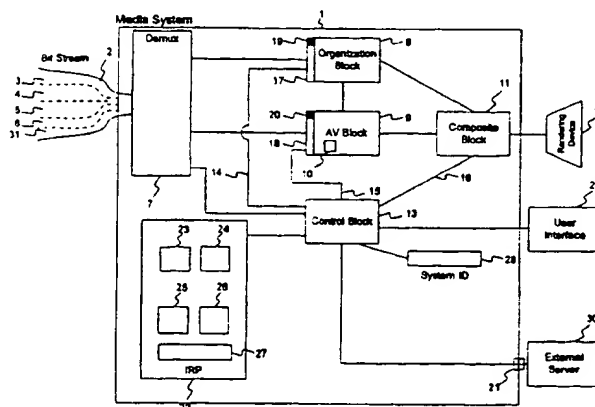 Media System
1
Demux
Bit Stream
2
3
4
5
6
31
7
19
Organization
Block
8
17
20
AV Block
9
18
10
11
Composite
Block
Rendering
Device
14
15
16
Control Block
13
User
Interface
System ID
28
23
24
25
26
27
IRP
21
External
Server
30